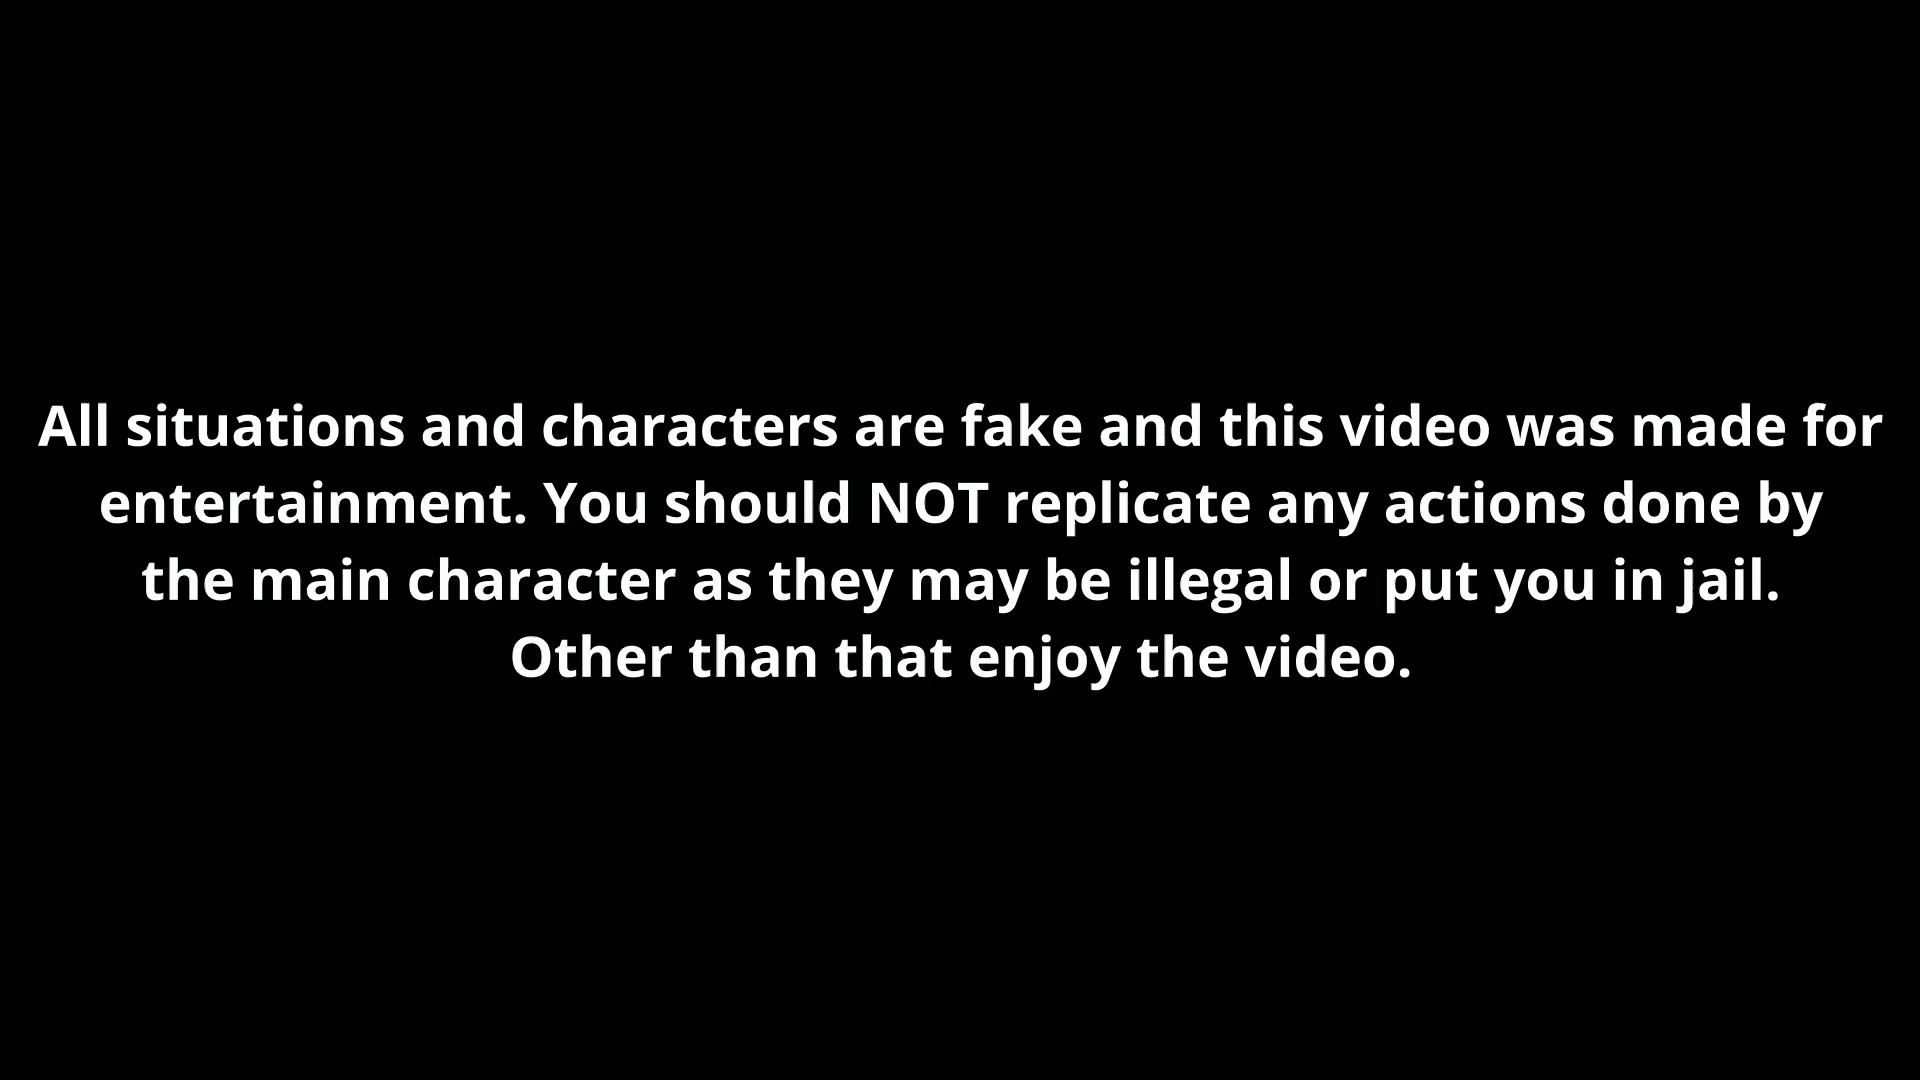 All situations and characters are fake and this video was made for
entertainment. You should NOT replicate any actions done by
the main character as they may be illegal or put you in jail.
Other than that enjoy the video.